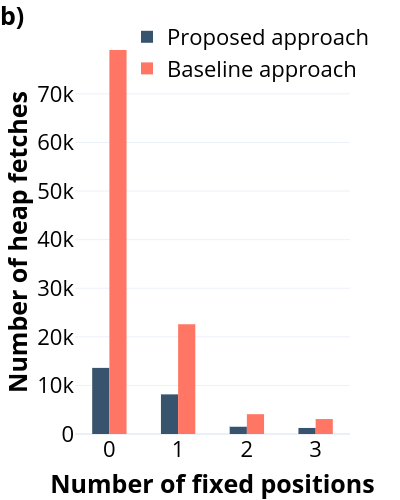 b)
Proposed approach
Baseline approach
Number of heap fetches
70k
60k
50k
40k
30k
20k
10k
0
0 1 2 3
Number of fixed positions